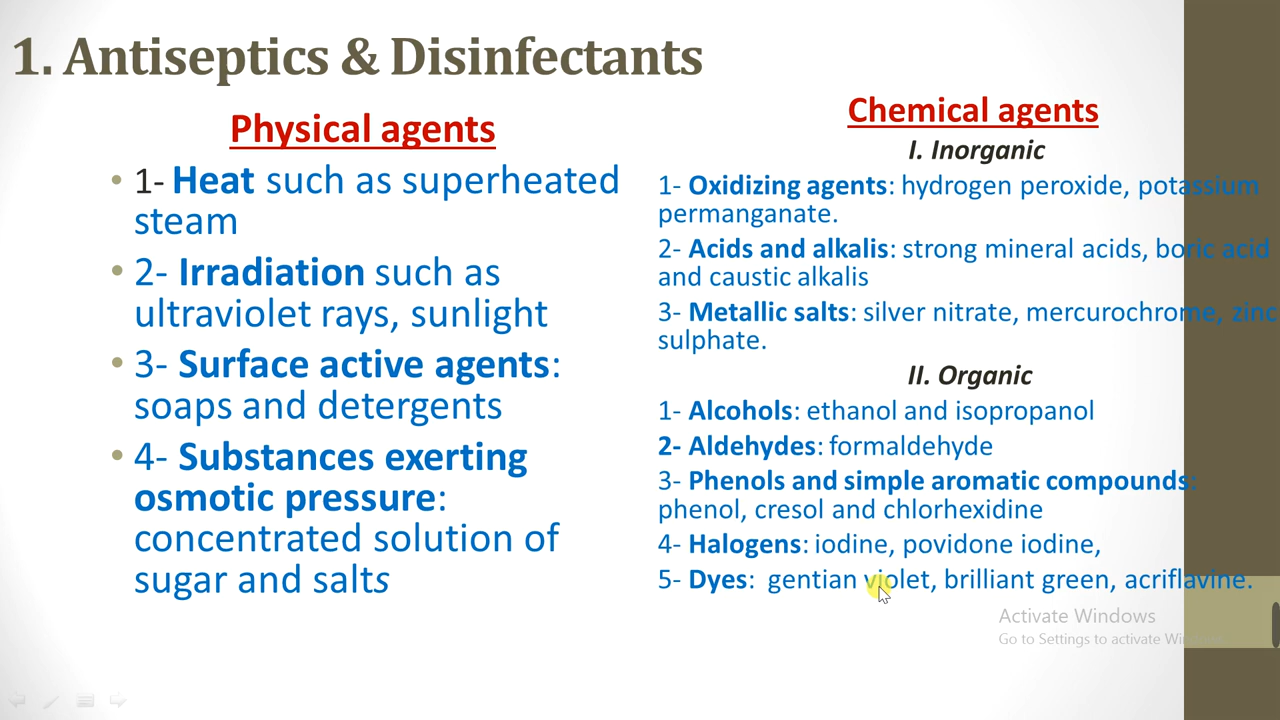 1. Antiseptics & Disinfectants
Physical agents
• 1- Heat such as superheated
steam
• 2- Irradiation such as
ultraviolet rays, sunlight
• 3- Surface active agents:
soaps and detergents
• 4- Substances exerting
osmotic pressure:
concentrated solution of
sugar and salts
Chemical agents
I. Inorganic
1- Oxidizing agents: hydrogen peroxide, potassium
permanganate.
2- Acids and alkalis: strong mineral acids, boric acid
and caustic alkalis
3- Metallic salts: silver nitrate, mercurochrome, zinc
sulphate.
II. Organic
1- Alcohols: ethanol and isopropanol
2- Aldehydes: formaldehyde
3- Phenols and simple aromatic compounds:
phenol, cresol and chlorhexidine
4- Halogens: iodine, povidone iodine,
5- Dyes: gentian violet, brilliant green, acriflavine.
Activate Windows
Go to Settings to activate Windows.